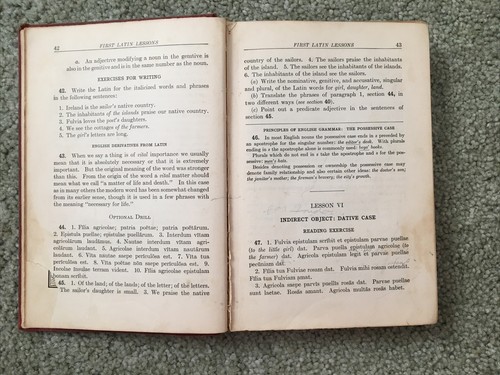 42 FIRST LATIN LESSONS
a. An adjective modifying a noun in the genitive is
also in the genitive and is in the same number as the noun.
EXERCISES FOR WRITING
42. Write the Latin for the italicized words and phrases
in the following sentences:
1. Ireland is the sailor's native country.
2. The inhabitants of the islands praise our native country.
3. Fulvia loves the poet's daughters.
4. We see the cottages of the farmers.
5. The girl's letters are long.
ENGLISH DERIVATIVES FROM LATIN
43. When we say a thing is of vital importance we usually
mean that it is absolutely necessary or that it is extremely
important. But the original meaning of the word was stronger
than this. From the origin of the word a vital matter should
mean what we call "a matter of life and death." In this case
as in many others the modern word has been somewhat changed
from its earlier sense, though it is used in a few phrases with
the meaning "necessary for life."
OPTIONAL DRILL
44. 1. Filia agricolae; patria poētae; patria poētārum.
2. Epistula puellae; epistulae puellārum. 3. Interdum vītam
agricolārum laudāmus. 4. Nautae interdum vītam agri-
colārum laudant. 5. Agricolae interdum vītam nautārum
laudant. 6. Vīta nautae saepe perīculōsa est. 7. Vīta tua
perīculōsa est. 8. Vīta poētae nōn saepe perīculōsa est. 9.
Incolae īnsulae terram vident. 10. Fīlia agricolae epistulam
scrībit.
45. 1. Of the land; of the lands; of the letter; of the letters.
The sailor's daughter is small. 3. We praise the native
FIRST LATIN LESSONS 43
country of the sailors. 4. The sailors praise the inhabitants
of the island. 5. The sailors see the inhabitants of the islands.
6. The inhabitants of the island see the sailors.
(a) Write the nominative, genitive, and accusative, singular
and plural, of the Latin words for girl, daughter, land.
(b) Translate the phrases of paragraph 1, section 44, in
two different ways (see section 40).
(c) Point out a predicate adjective in the sentences of
section 45.
PRINCIPLES OF ENGLISH GRAMMAR: THE POSSESSIVE CASE
46. In most English nouns the possessive case ends in s preceded by
an apostrophe for the singular number: the editor's desk. With plurals
ending in s the apostrophe alone is commonly used: boys' books.
Plurals which do not end in s take the apostrophe and s for the pos-
sessive: men's hats.
Besides denoting possession or ownership the possessive case may
denote family relationship and also certain other ideas: the doctor's son;
the janitor's mother; the fireman's bravery; the city's growth.
LESSON VI
INDIRECT OBJECT: DATIVE CASE
READING EXERCISE
47. 1. Fulvia epistulam scrībit et epistulam parvae puellae
(to the little girl) dat. Parva puella epistulam agricolae (to
the farmer) dat. Agricola epistulam legit et parvae puellae
pecūniam dat.
2. Fīlia tua Fulviae rosam dat. Fulvia mihi rosam ostendit.
Fīlia tua Fulviam amat.
3. Agricola saepe parvīs puellīs rosās dat. Parvae puellae
sunt laetae. Rosās amant. Agricola multās rosās habet.